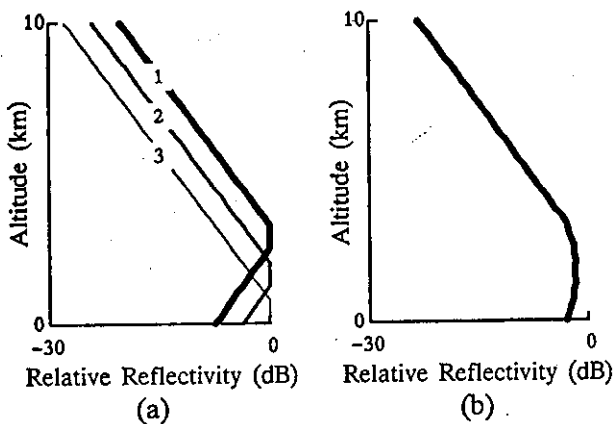 10
Altitude (km)
0
1
2
3
−30
0
Relative Reflectivity (dB)
(a)
10
Altitude (km)
0
−30
0
Relative Reflectivity (dB)
(b)